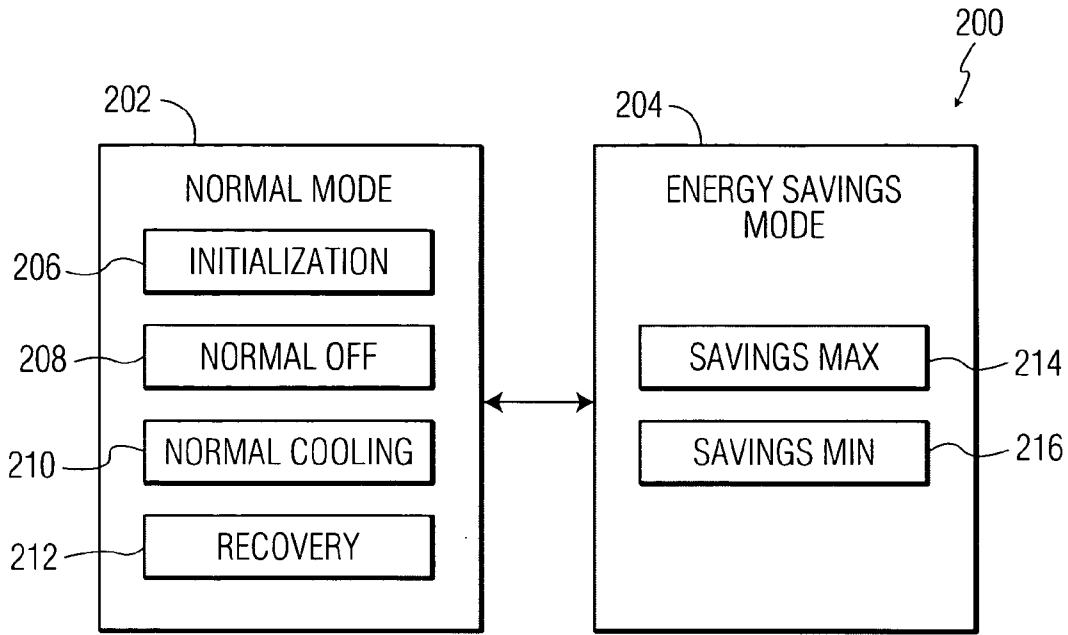 200
202
NORMAL MODE
206
INITIALIZATION
208
NORMAL OFF
210
NORMAL COOLING
212
RECOVERY
204
ENERGY SAVINGS
MODE
SAVINGS MAX
214
SAVINGS MIN
216